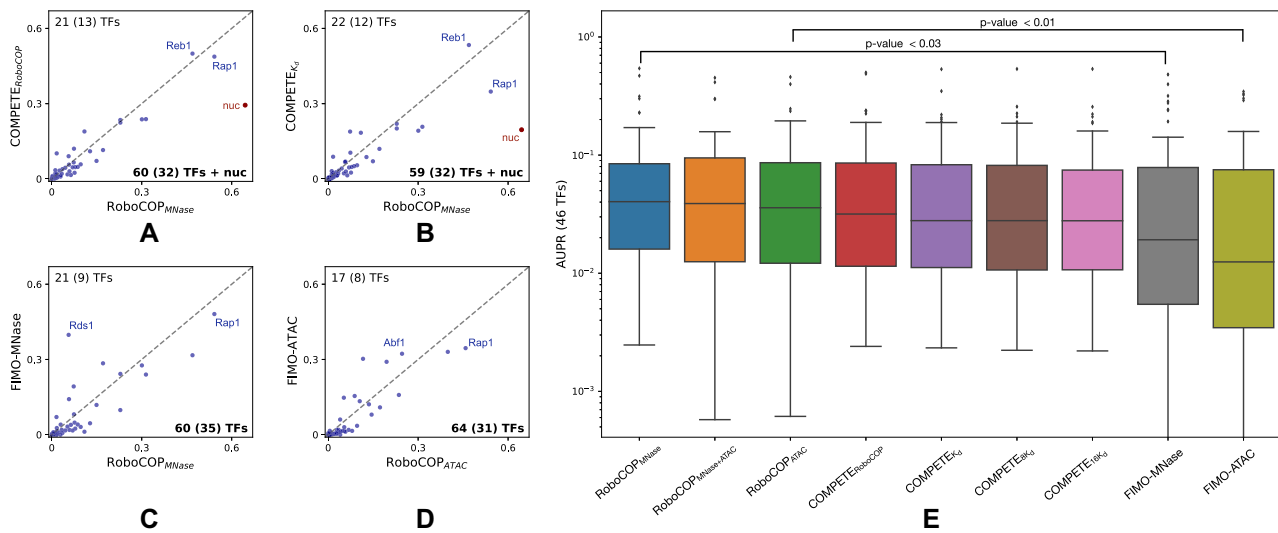 21 (13) TFs
0.6
0.3
0
0.3
0.6
COMPETE_RoboCOP
Reb1
Rap1
nuc
60 (32) TFs + nuc
RoboCOP_MNase
A
22 (12) TFs
0.6
0.3
0
0.3
0.6
COMPETE_Kd
Reb1
Rap1
nuc
59 (32) TFs + nuc
RoboCOP_MNase
B
21 (9) TFs
0.6
0.3
0
0.3
0.6
FIMO-MNase
Rds1
Rap1
60 (35) TFs
RoboCOP_MNase
C
17 (8) TFs
0.6
0.3
0
0
0.3
0.6
FIMO-ATAC
Abf1
Rap1
64 (31) TFs
RoboCOP_ATAC
D
p-value < 0.01
p-value < 0.03
10^0
10^-1
10^-2
10^-3
AUPR (46 TFs)
RoboCOP_MNase
RoboCOP_MNase+ATAC
RoboCOP_ATAC
COMPETE_RoboCOP
COMPETE_Kd
COMPETE_8Kd
COMPETE_16Kd
FIMO-MNase
FIMO-ATAC
E